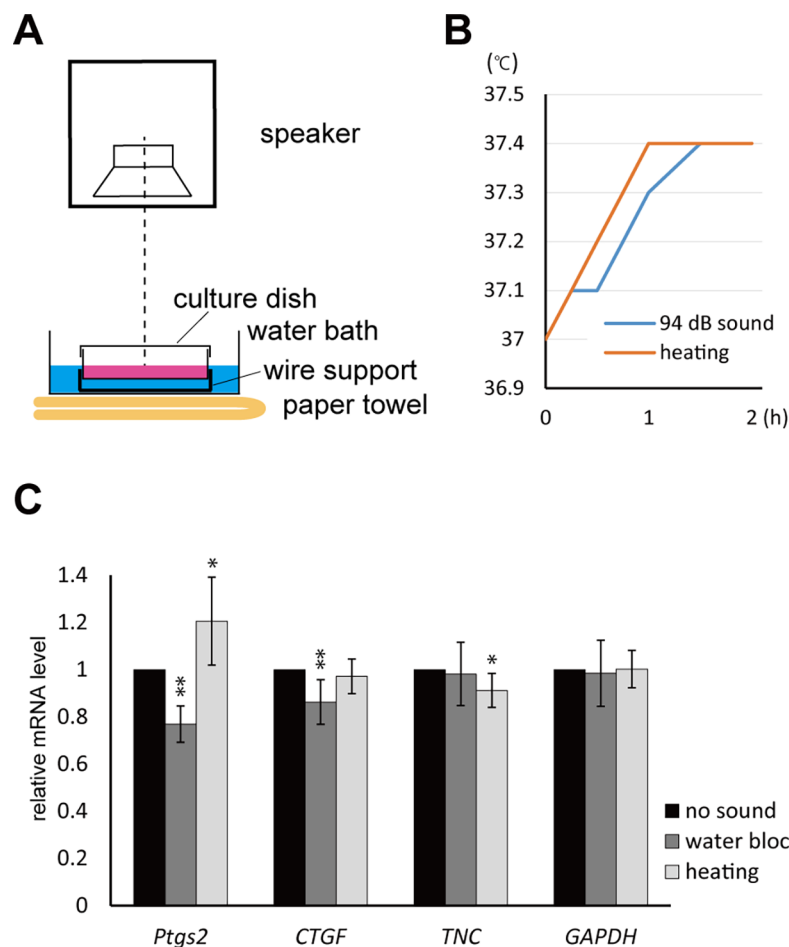 A
speaker
culture dish
water bath
wire support
paper towel
B
(℃)
37.5
37.4
37.3
37.2
37.1
37
36.9
94 dB sound
heating
0 1 2 (h)
C
relative mRNA level
1.4
1.2
1
0.8
0.6
0.4
0.2
0
** * ** *
no sound
water bloc
heating
Ptgs2 CTGF TNC GAPDH